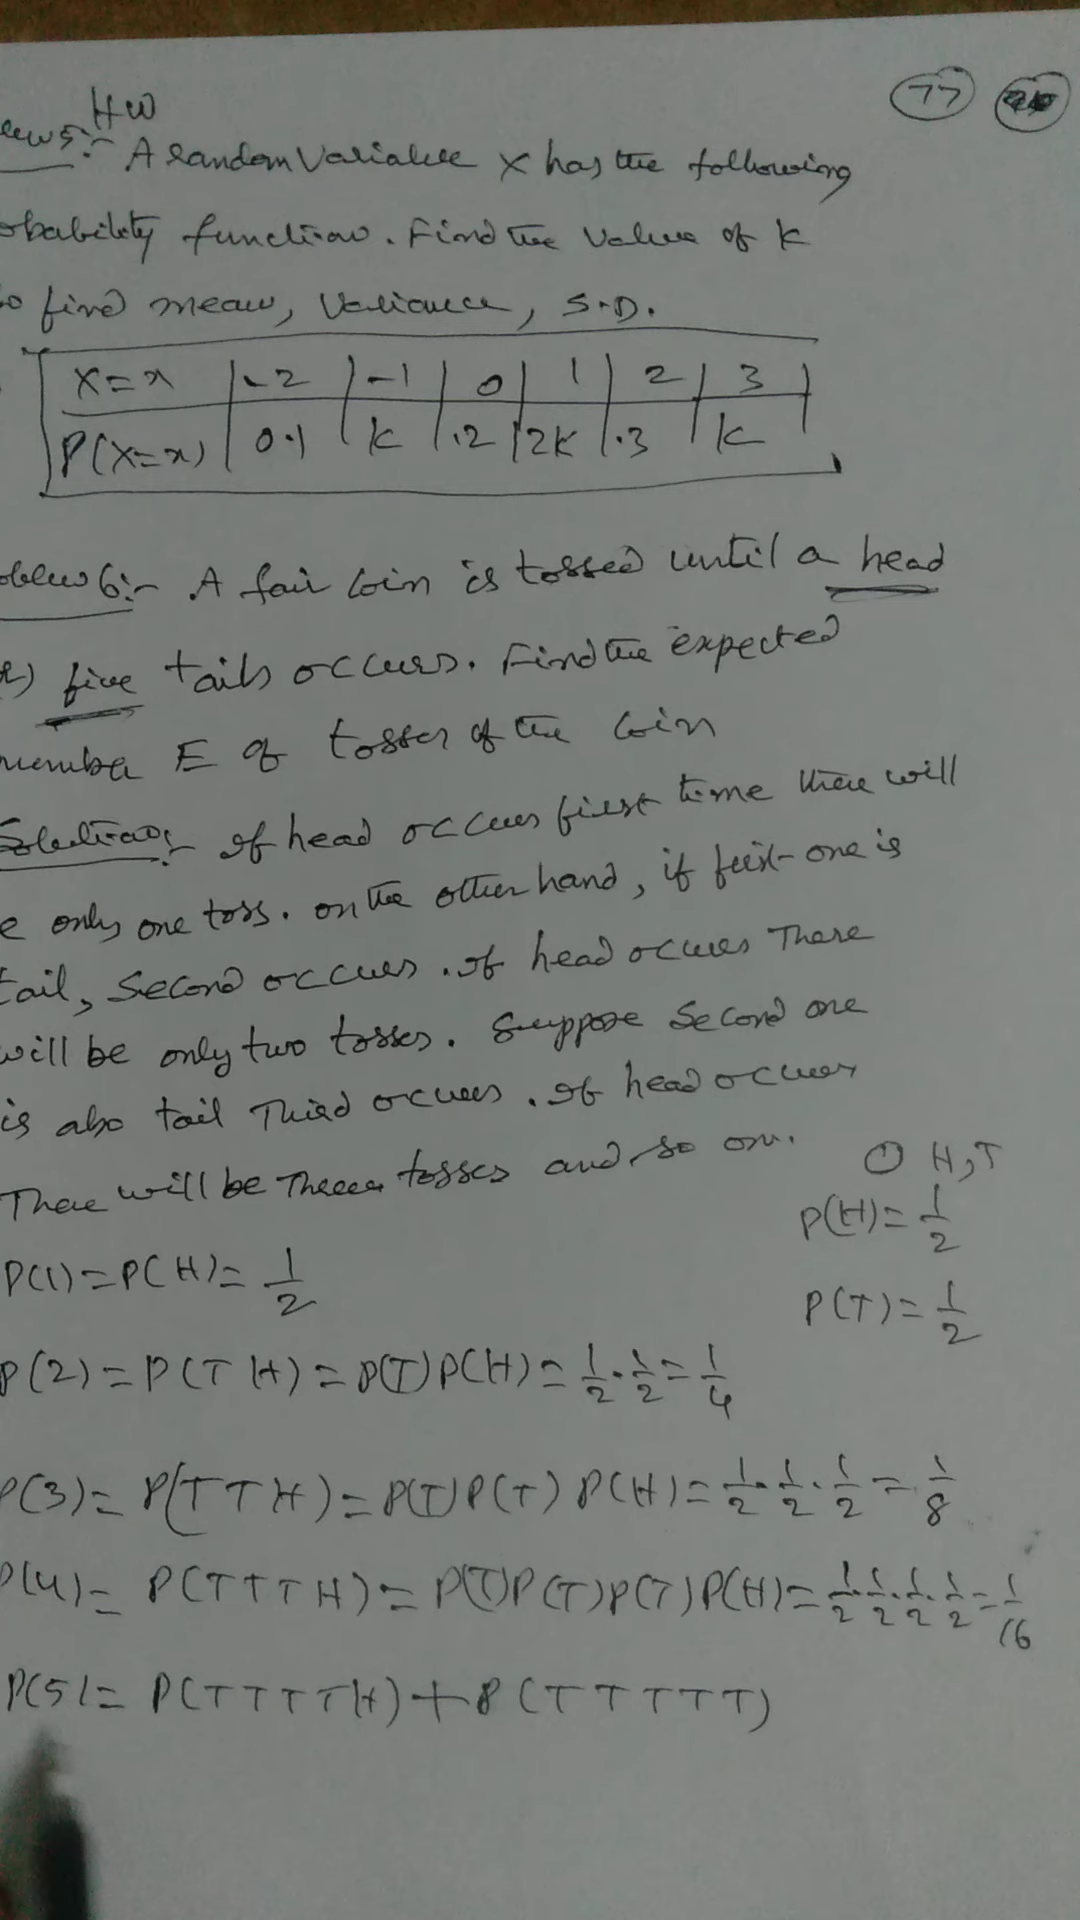 HW
77
A random Variable X has the following
obability function. Find the Value of K
so find mean, Variance, S.D.
X=x | -2 | -1 | 0 | 1 | 2 | 3
P(X=x) | 0.1 | K | .2 | 2K | .3 | K
oblem 6:- A fair Coin is tossed until a head
five tails occurs. Find the expected
number E of tosses of the Coin
Solution:- If head occurs first time there will
e only one toss. on the other hand, if first one is
tail, Second occurs. If head occurs There
will be only two tosses. Suppose Second one
is also tail Third occurs. If head occurs
There will be Three tosses and so on.
① H,T
P(H)=1/2
P(1)=P(H)=1/2
P(T)=1/2
P(2)=P(TH)=P(T)P(H)=1/2·1/2=1/4
P(3)=P(TTH)=P(T)P(T)P(H)=1/2·1/2·1/2=1/8
P(4)=P(TTTH)=P(T)P(T)P(T)P(H)=1/2·1/2·1/2·1/2=1/16
P(5)=P(TTTTH)+P(TTTTT)